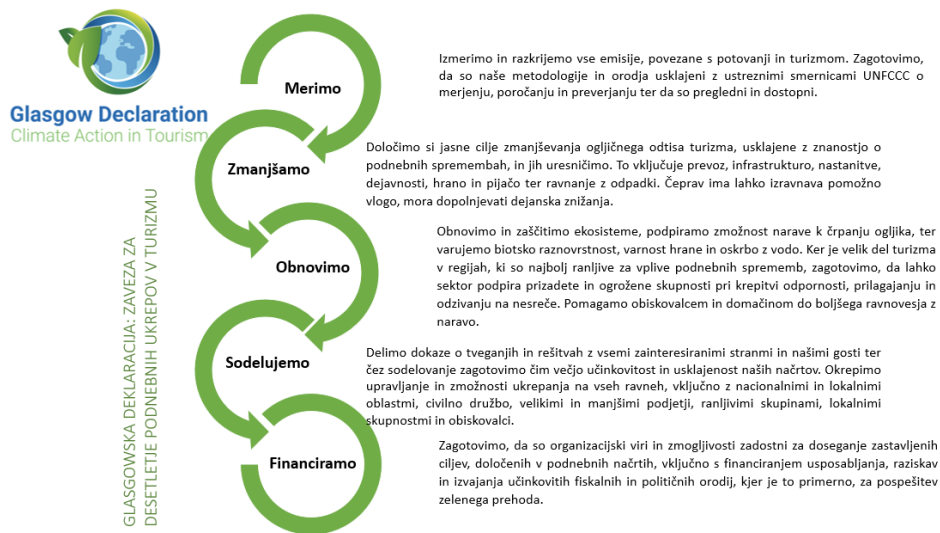 Glasgow Declaration
Climate Action in Tourism
GLASGOWSKA DEKLARACIJA: ZAVEZA ZA
DESETLETJE PODNEBNIH UKREPOV V TURIZMU
Merimo
Izmerimo in razkrijemo vse emisije, povezane s potovanji in turizmom. Zagotovimo,
da so naše metodologije in orodja usklajeni z ustreznimi smernicami UNFCCC o
merjenju, poročanju in preverjanju ter da so pregledni in dostopni.
Zmanjšamo
Določimo si jasne cilje zmanjševanja ogljičnega odtisa turizma, usklajene z znanostjo o
podnebnih spremembah, in jih uresničimo. To vključuje prevoz, infrastrukturo, nastanitve,
dejavnosti, hrano in pijačo ter ravnanje z odpadki. Čeprav ima lahko izravnava pomožno
vlogo, mora dopolnjevati dejanska znižanja.
Obnovimo
Obnovimo in zaščitimo ekosisteme, podpiramo zmožnost narave k črpanju ogljika, ter
varujemo biotsko raznovrstnost, varnost hrane in oskrbo z vodo. Ker je velik del turizma
v regijah, ki so najbolj ranljive za vplive podnebnih sprememb, zagotovimo, da lahko
sektor podpira prizadete in ogrožene skupnosti pri krepitvi odpornosti, prilagajanju in
odzivanju na nesreče. Pomagamo obiskovalcem in domačinom do boljšega ravnovesja z
naravo.
Sodelujemo
Delimo dokaze o tveganjih in rešitvah z vsemi zainteresiranimi stranmi in našimi gosti ter
čez sodelovanje zagotovimo čim večjo učinkovitost in usklajenost naših načrtov. Okrepimo
upravljanje in zmožnosti ukrepanja na vseh ravneh, vključno z nacionalnimi in lokalnimi
oblastmi, civilno družbo, velikimi in manjšimi podjetji, ranljivimi skupinami, lokalnimi
skupnostmi in obiskovalci.
Financiramo
Zagotovimo, da so organizacijski viri in zmogljivosti zadostni za doseganje zastavljenih
ciljev, določenih v podnebnih načrtih, vključno s financiranjem usposabljanja, raziskav
in izvajanja učinkovitih fiskalnih in političnih orodij, kjer je to primerno, za pospešitev
zelenega prehoda.